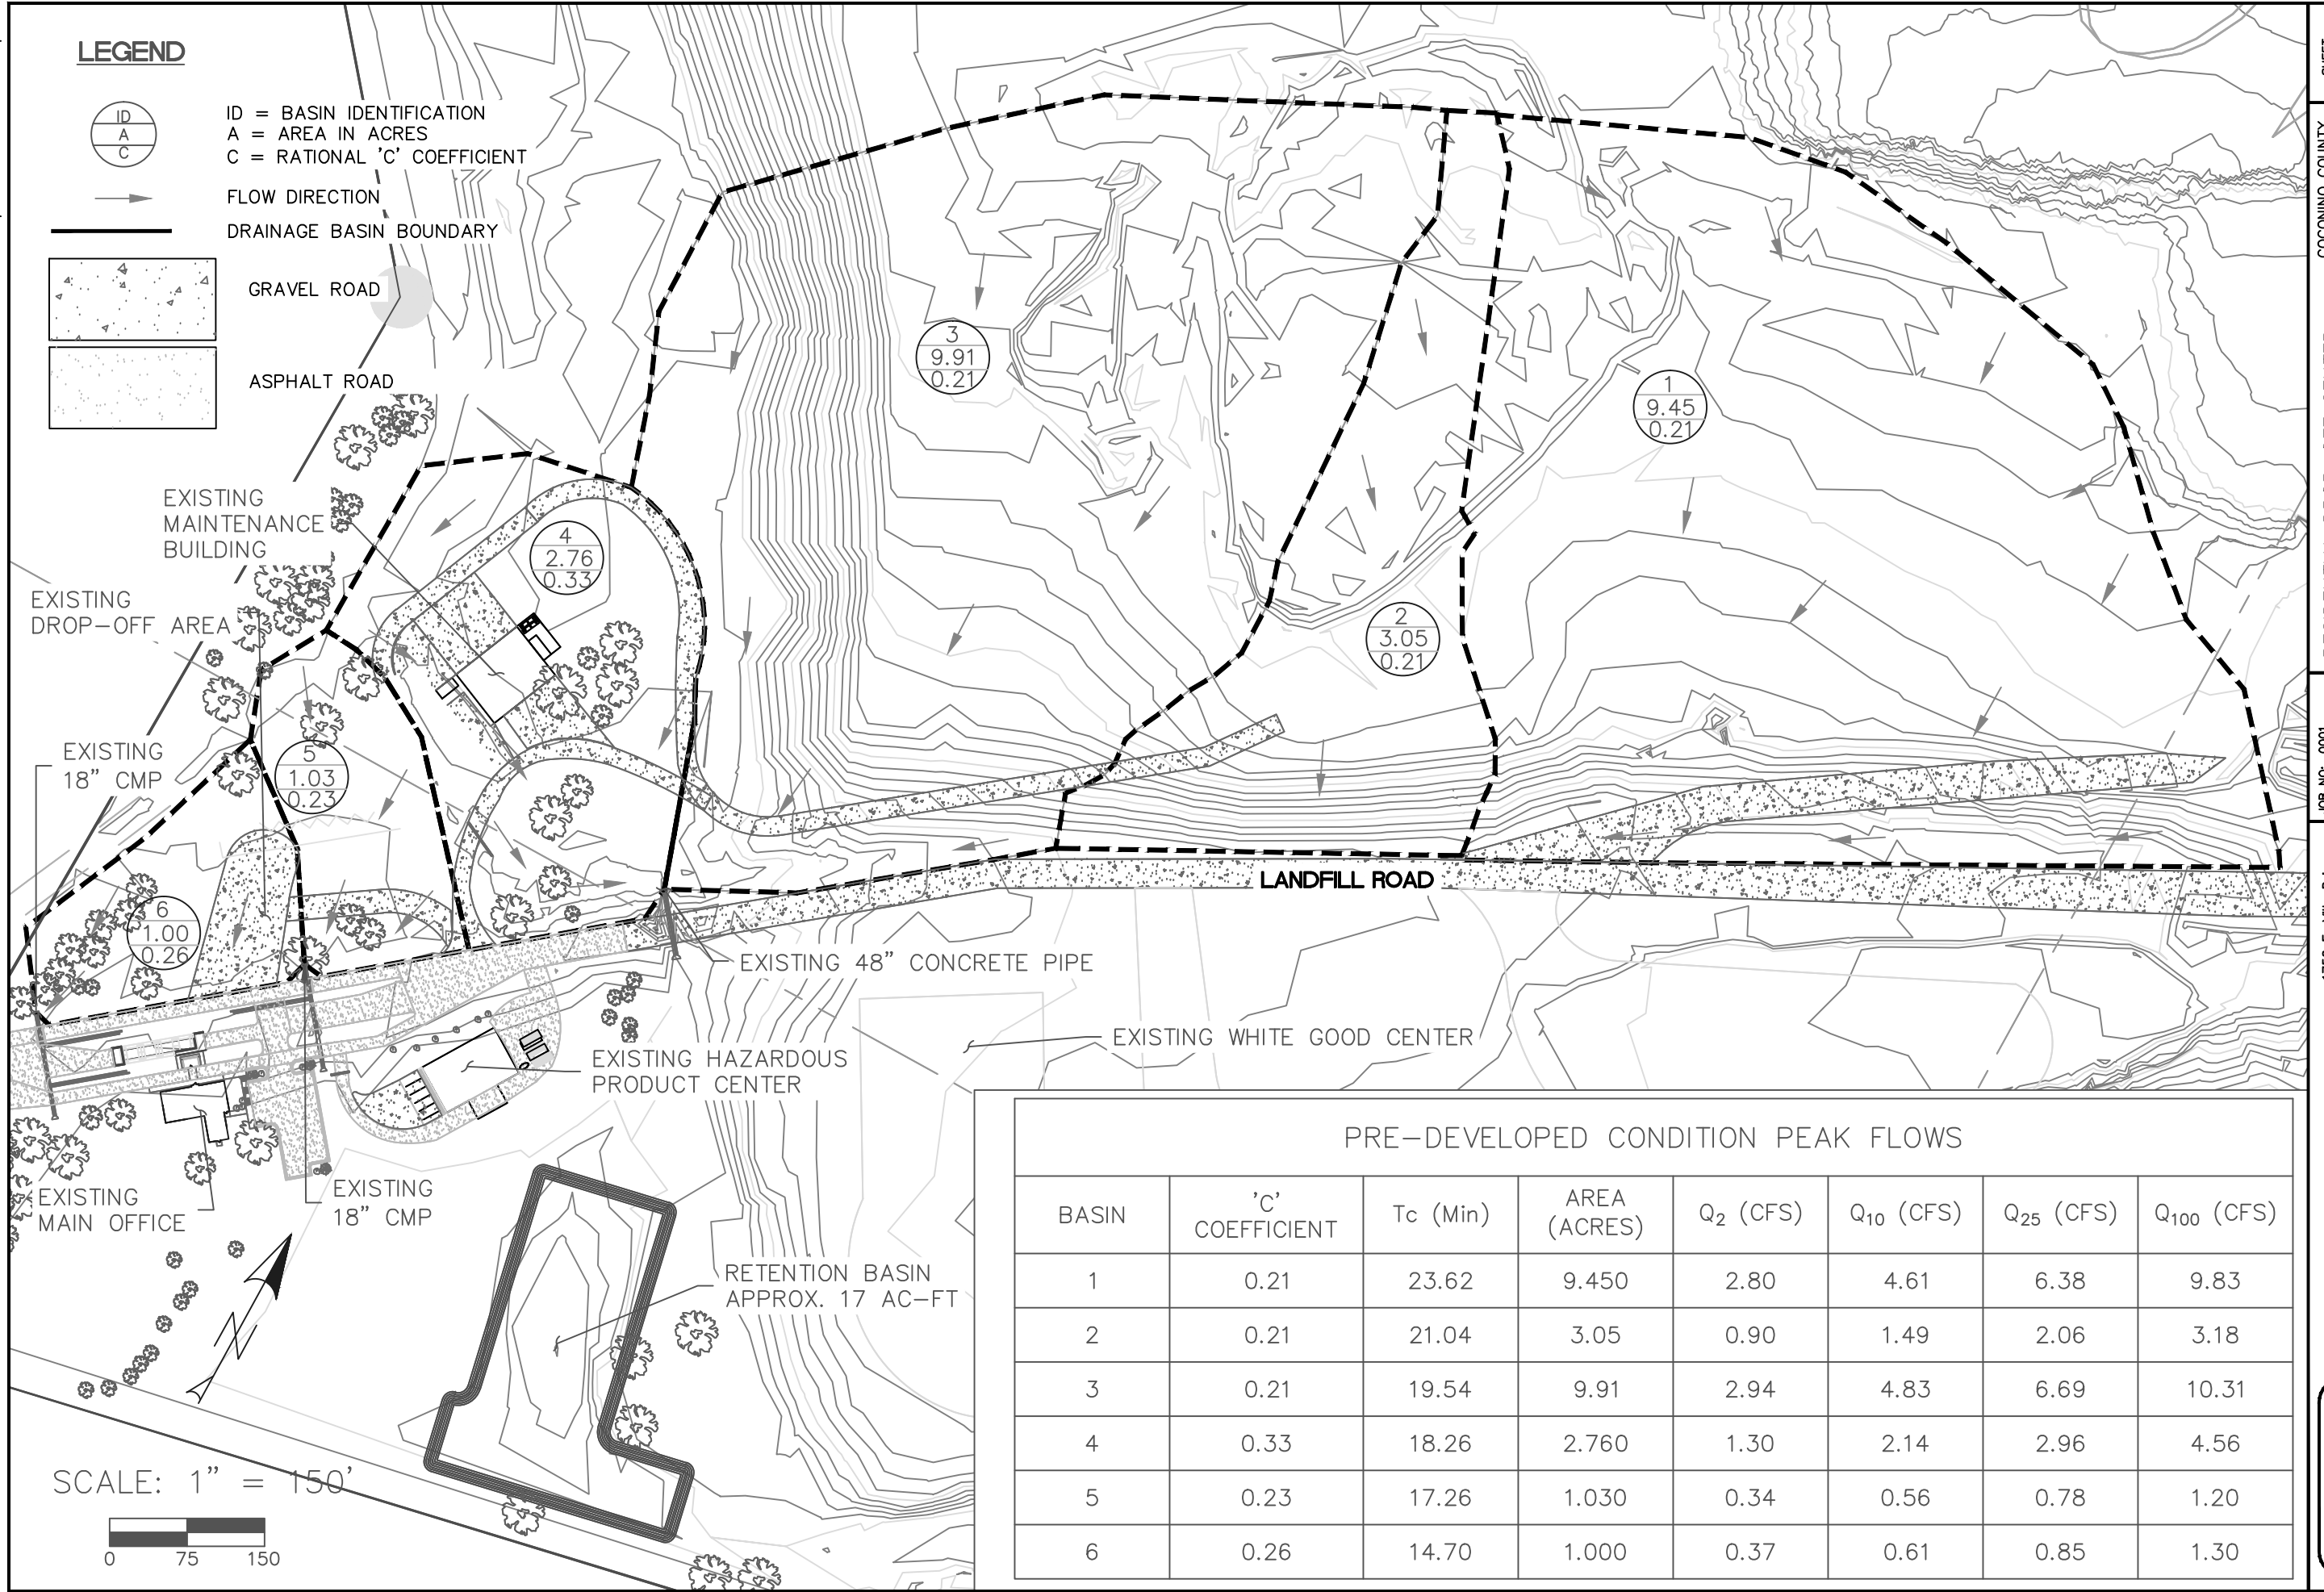 LEGEND
ID
A
C
ID = BASIN IDENTIFICATION
A = AREA IN ACRES
C = RATIONAL 'C' COEFFICIENT
FLOW DIRECTION
DRAINAGE BASIN BOUNDARY
GRAVEL ROAD
ASPHALT ROAD
EXISTING
MAINTENANCE
BUILDING
EXISTING
DROP-OFF AREA
EXISTING
18" CMP
3
9.91
0.21
1
9.45
0.21
4
2.76
0.33
2
3.05
0.21
5
1.03
0.23
6
1.00
0.26
LANDFILL ROAD
EXISTING 48" CONCRETE PIPE
EXISTING WHITE GOOD CENTER
EXISTING HAZARDOUS
PRODUCT CENTER
EXISTING
MAIN OFFICE
EXISTING
18" CMP
RETENTION BASIN
APPROX. 17 AC-FT
N
SCALE: 1" = 150'
0 75 150
PRE-DEVELOPED CONDITION PEAK FLOWS
BASIN 'C' COEFFICIENT Tc (Min) AREA (ACRES) Q2 (CFS) Q10 (CFS) Q25 (CFS) Q100 (CFS)
1 0.21 23.62 9.450 2.80 4.61 6.38 9.83
2 0.21 21.04 3.05 0.90 1.49 2.06 3.18
3 0.21 19.54 9.91 2.94 4.83 6.69 10.31
4 0.33 18.26 2.760 1.30 2.14 2.96 4.56
5 0.23 17.26 1.030 0.34 0.56 0.78 1.20
6 0.26 14.70 1.000 0.37 0.61 0.85 1.30
COCONINO COUNTY